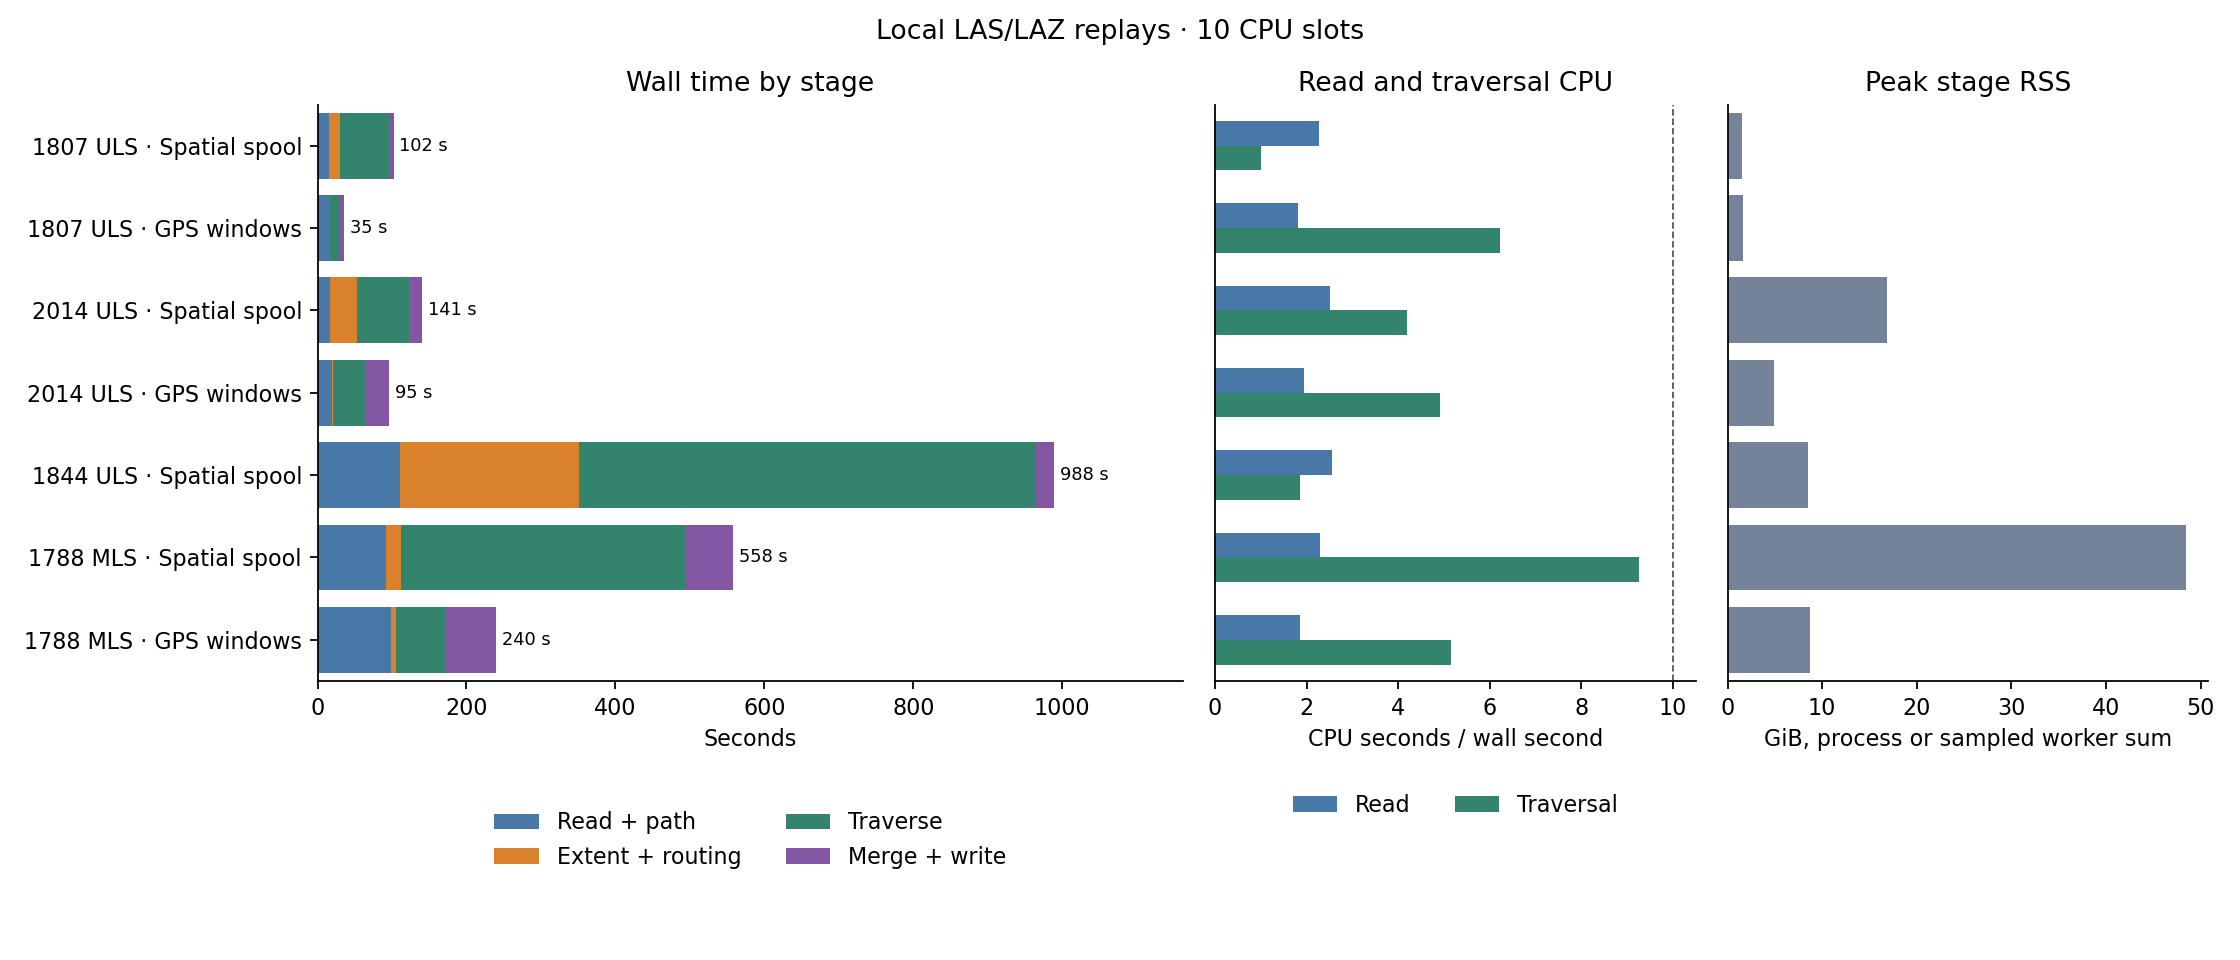 Local LAS/LAZ replays · 10 CPU slots
Wall time by stage
1807 ULS · Spatial spool
102 s
1807 ULS · GPS windows
35 s
2014 ULS · Spatial spool
141 s
2014 ULS · GPS windows
95 s
1844 ULS · Spatial spool
988 s
1788 MLS · Spatial spool
558 s
1788 MLS · GPS windows
240 s
0 200 400 600 800 1000
Seconds
Read + path
Extent + routing
Traverse
Merge + write
Read and traversal CPU
0 2 4 6 8 10
CPU seconds / wall second
Read
Traversal
Peak stage RSS
0 10 20 30 40 50
GiB, process or sampled worker sum